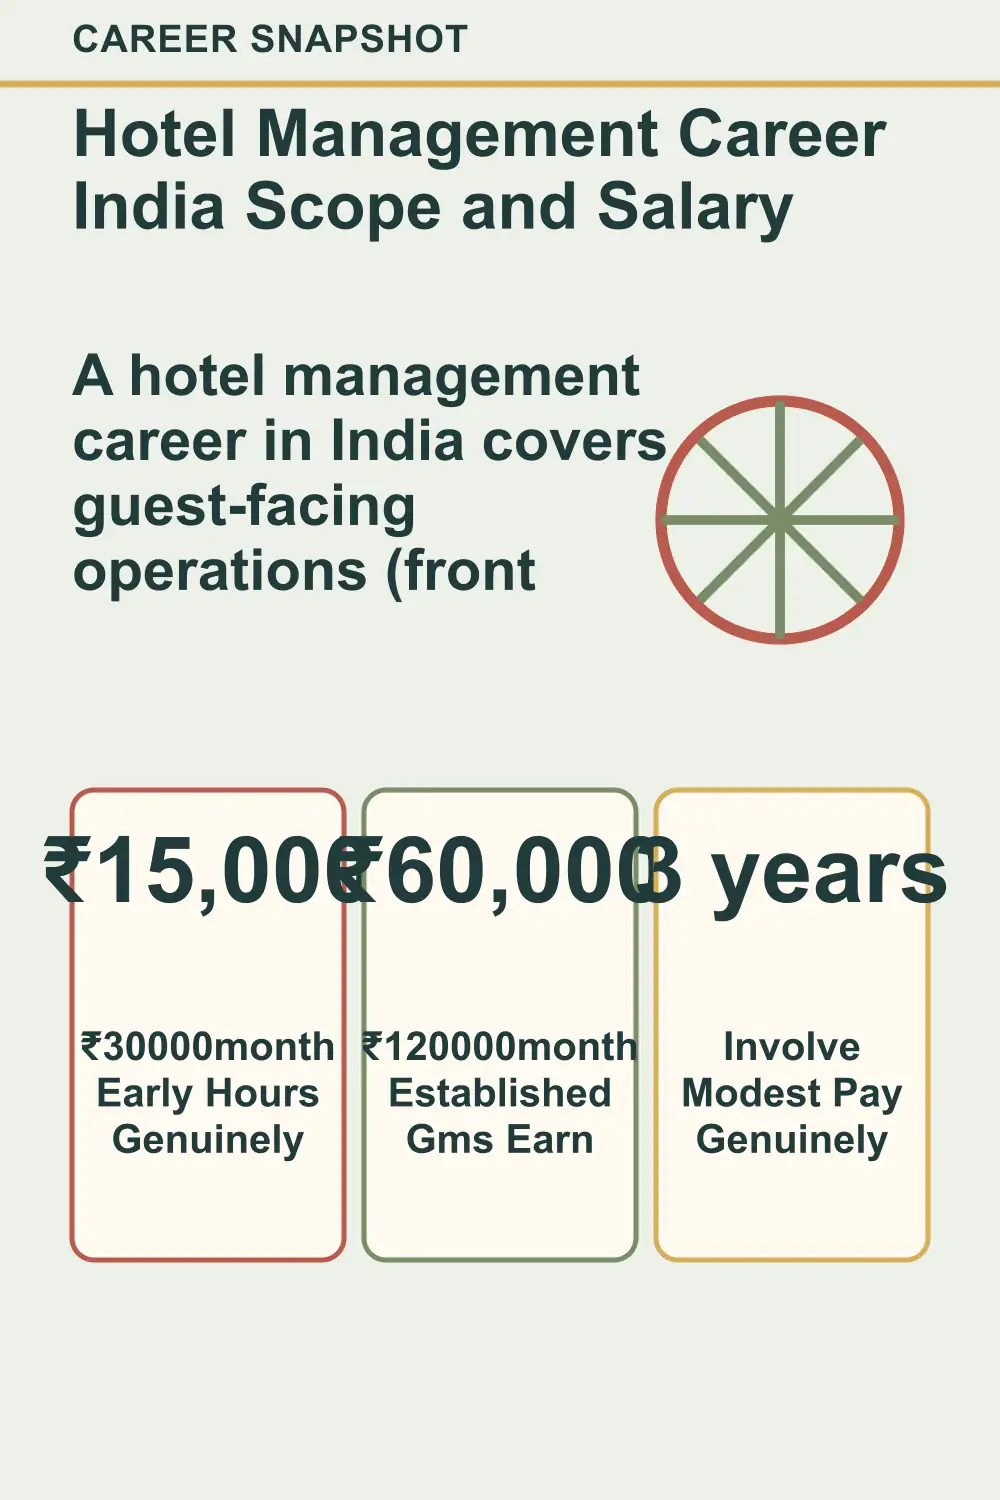 CAREER SNAPSHOT
Hotel Management Career
India Scope and Salary
A hotel management
career in India covers
guest-facing
operations (front
₹15,000
₹60,000
3 years
₹30000month
Early Hours
Genuinely
₹120000month
Established
Gms Earn
Involve
Modest Pay
Genuinely